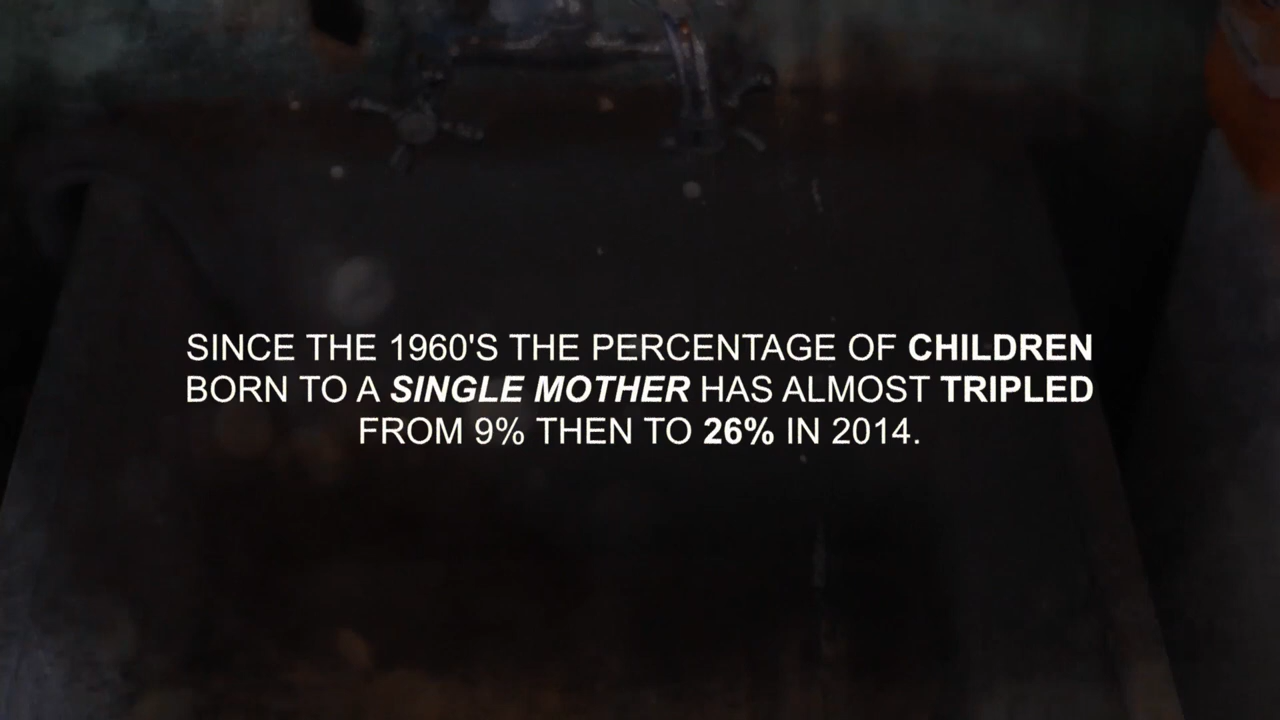 SINCE THE 1960'S THE PERCENTAGE OF CHILDREN
BORN TO A SINGLE MOTHER HAS ALMOST TRIPLED
FROM 9% THEN TO 26% IN 2014.